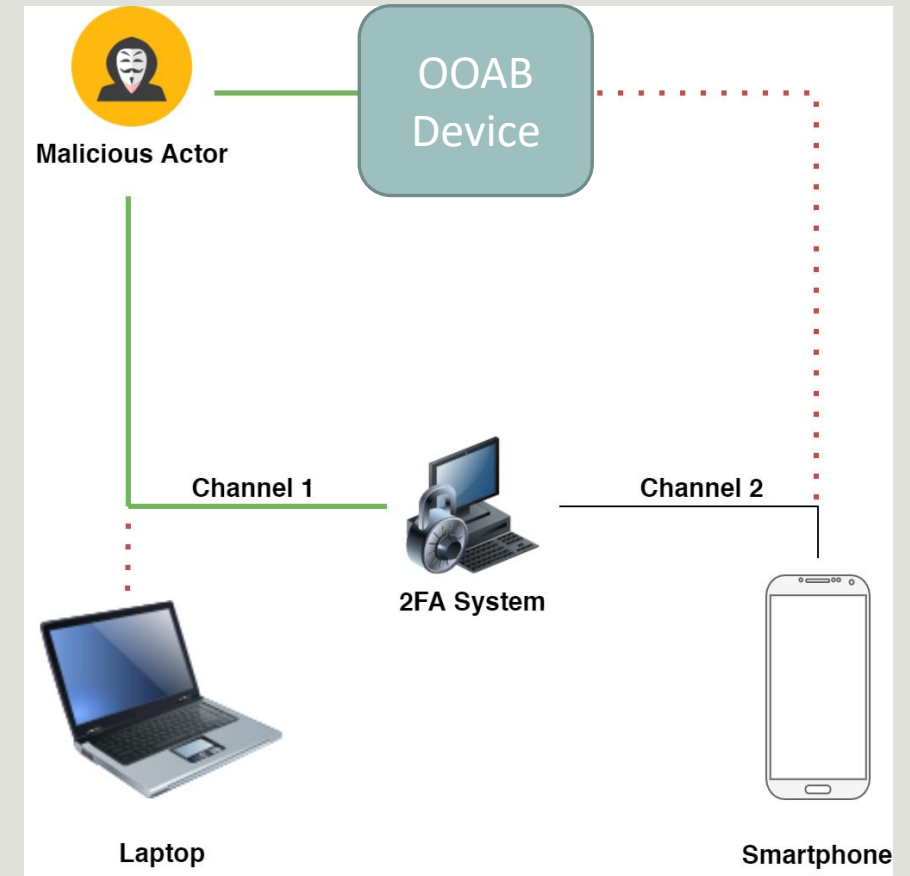 OOAB
Device
Malicious Actor
Channel 1
Channel 2
2FA System
Laptop
Smartphone